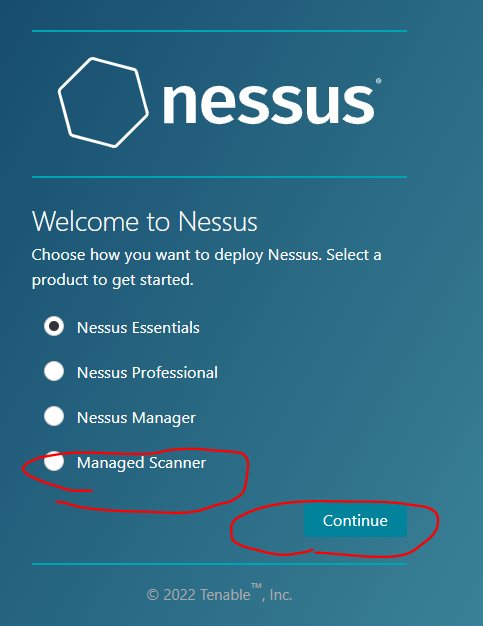 nessus®
Welcome to Nessus
Choose how you want to deploy Nessus. Select a
product to get started.
Nessus Essentials
Nessus Professional
Nessus Manager
Managed Scanner
Continue
© 2022 Tenable™, Inc.